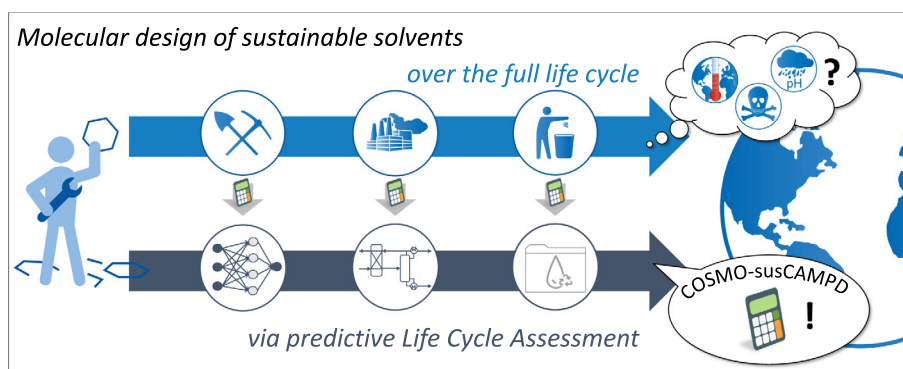 Molecular design of sustainable solvents
over the full life cycle
pH
?
COSMO-susCAMPD
!
via predictive Life Cycle Assessment